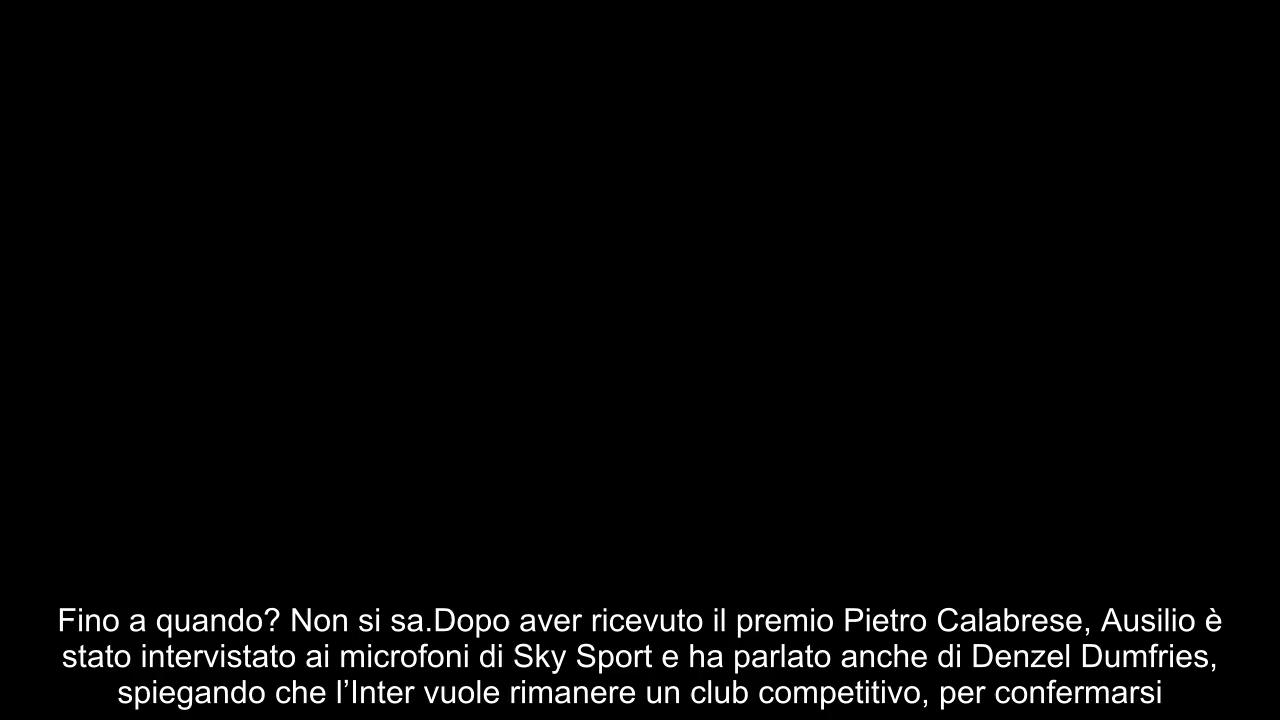 Fino a quando? Non si sa.Dopo aver ricevuto il premio Pietro Calabrese, Ausilio è
stato intervistato ai microfoni di Sky Sport e ha parlato anche di Denzel Dumfries,
spiegando che l’Inter vuole rimanere un club competitivo, per confermarsi